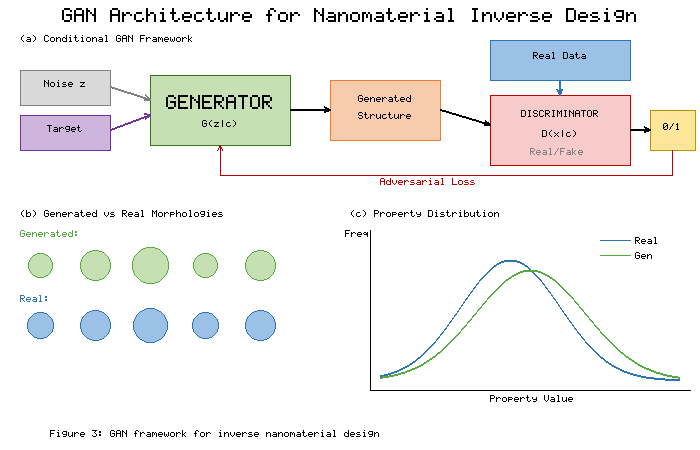 GAN Architecture for Nanomaterial Inverse Design
(a) Conditional GAN Framework
Noise z
Target
GENERATOR
G(z|c)
Generated
Structure
Real Data
DISCRIMINATOR
D(x|c)
Real/Fake
0/1
Adversarial Loss
(b) Generated vs Real Morphologies
Generated:
Real:
(c) Property Distribution
Freq
Real
Gen
Property Value
Figure 3: GAN framework for inverse nanomaterial design